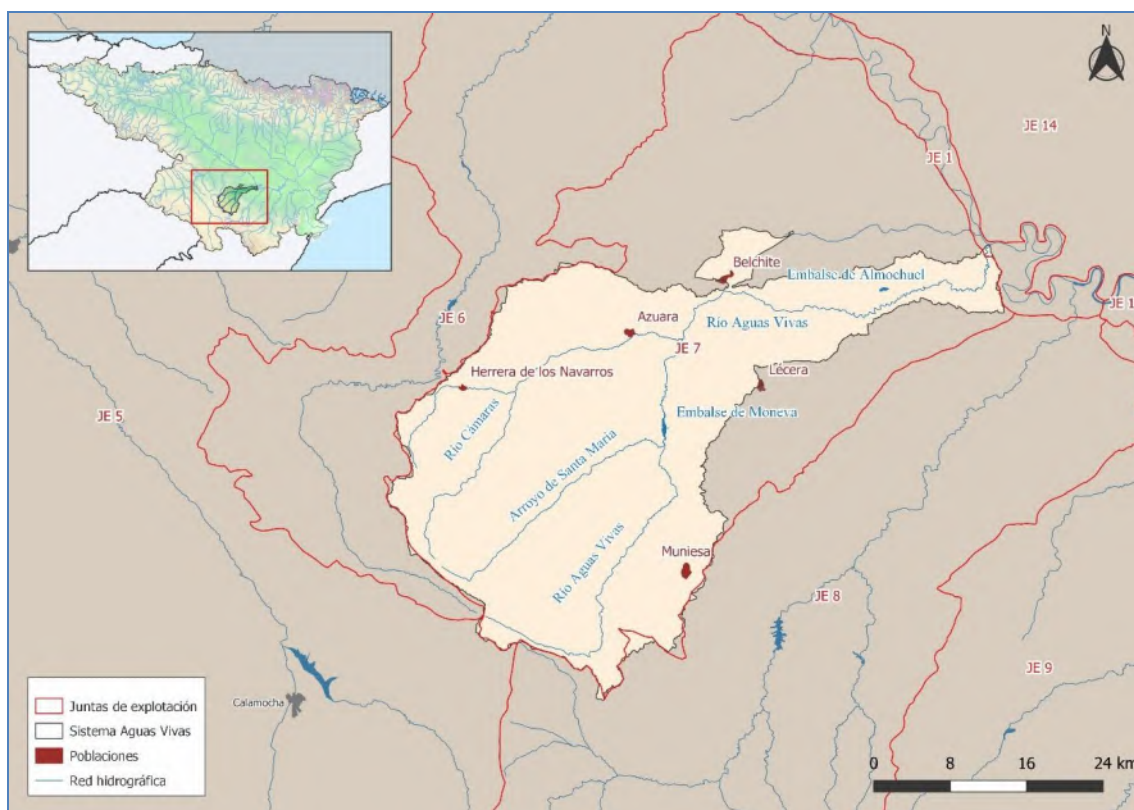 N
JE 14
JE 1
Belchite
Embalse de Almochuel
JE 1
JE 6
Azuara
Río Aguas Vivas
JE 7
Herrera de los Navarros
Lécera
JE 5
Embalse de Moneva
Río Cámaras
Arroyo de Santa Maria
Río Aguas Vivas
Muniesa
JE 8
JE 9
Calamocha
Juntas de explotación
Sistema Aguas Vivas
Poblaciones
Red hidrográfica
0 8 16 24 km